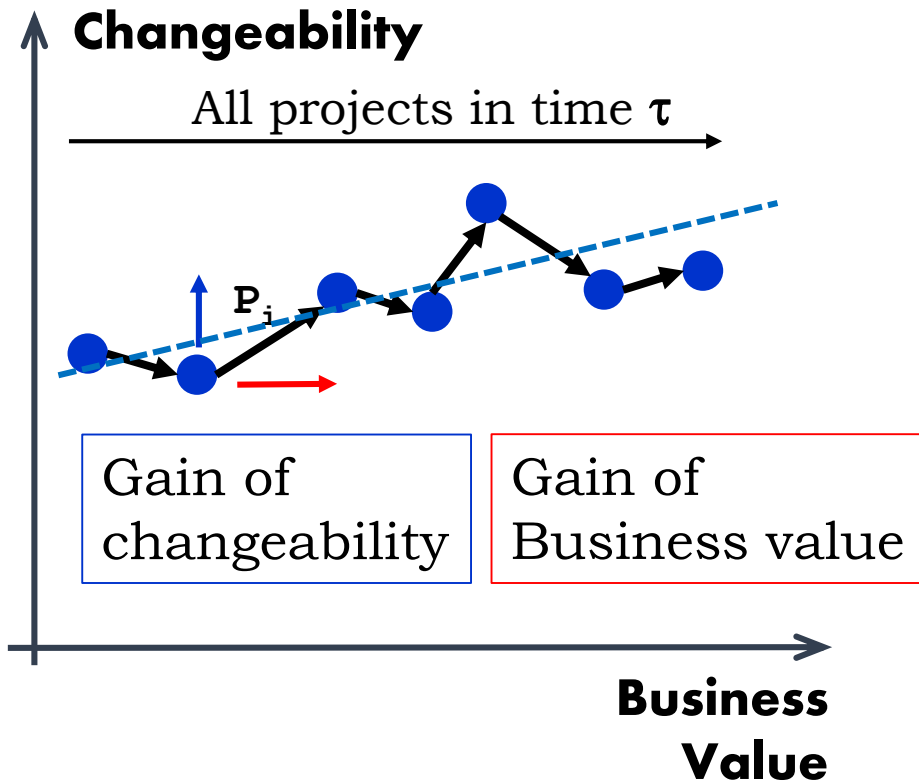 Changeability
All projects in time τ
Pi
Gain of
changeability
Gain of
Business value
Business
Value